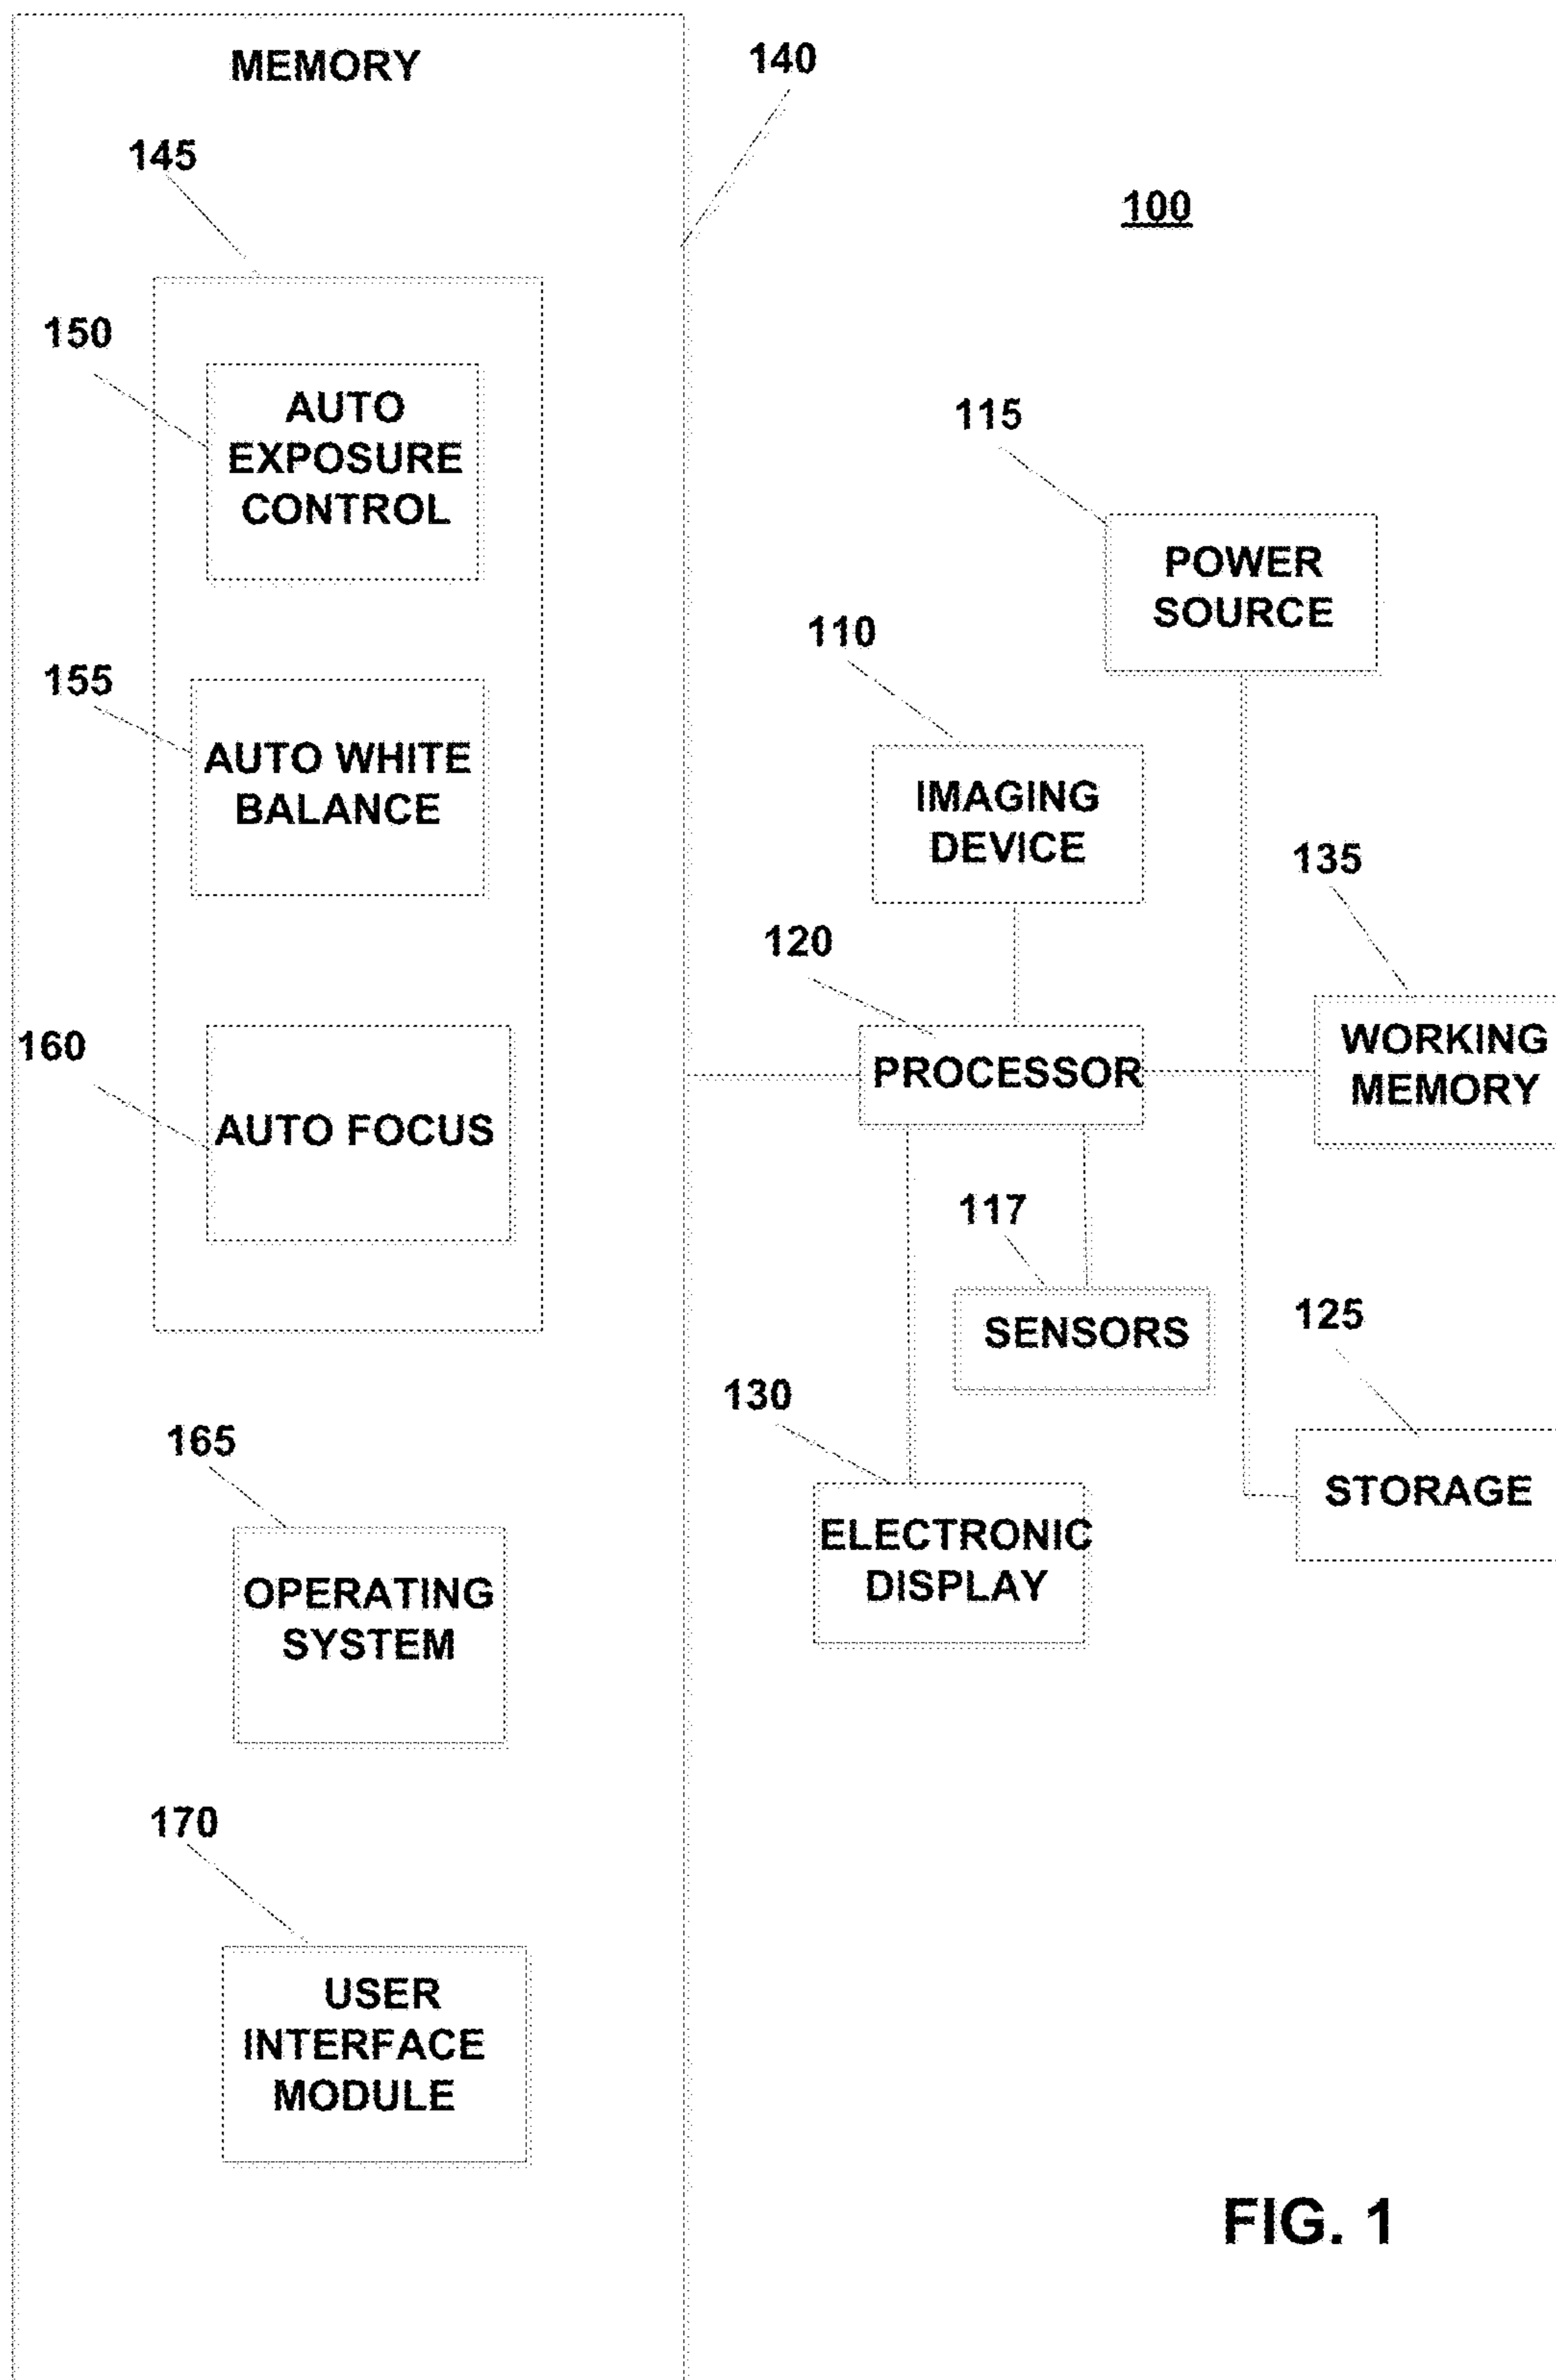 MEMORY
140
145
100
150
AUTO
EXPOSURE
CONTROL
115
POWER
SOURCE
110
155
AUTO WHITE
BALANCE
IMAGING
DEVICE
135
120
160
AUTO FOCUS
PROCESSOR
WORKING
MEMORY
117
SENSORS
125
130
165
STORAGE
ELECTRONIC
DISPLAY
OPERATING
SYSTEM
170
USER
INTERFACE
MODULE
FIG. 1